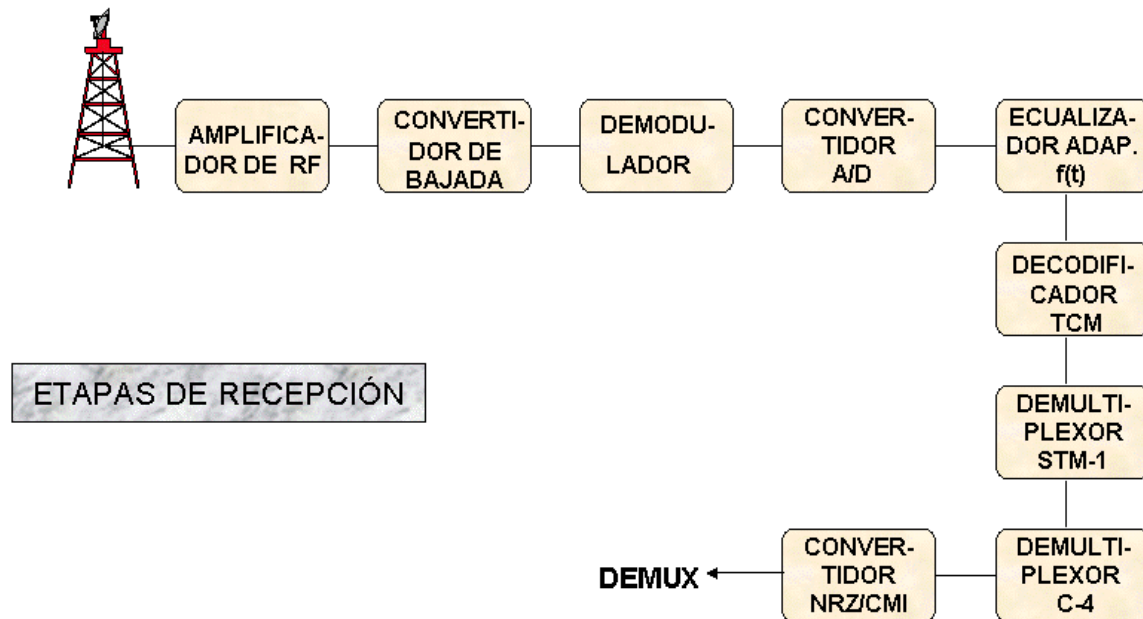 AMPLIFICA-
DOR DE RF
CONVERTI-
DOR DE
BAJADA
DEMODU-
LADOR
CONVER-
TIDOR
A/D
ECUALIZA-
DOR ADAP.
f(t)
DECODIFI-
CADOR
TCM
ETAPAS DE RECEPCIÓN
DEMULTI-
PLEXOR
STM-1
DEMULTI-
PLEXOR
C-4
CONVER-
TIDOR
NRZ/CMI
DEMUX